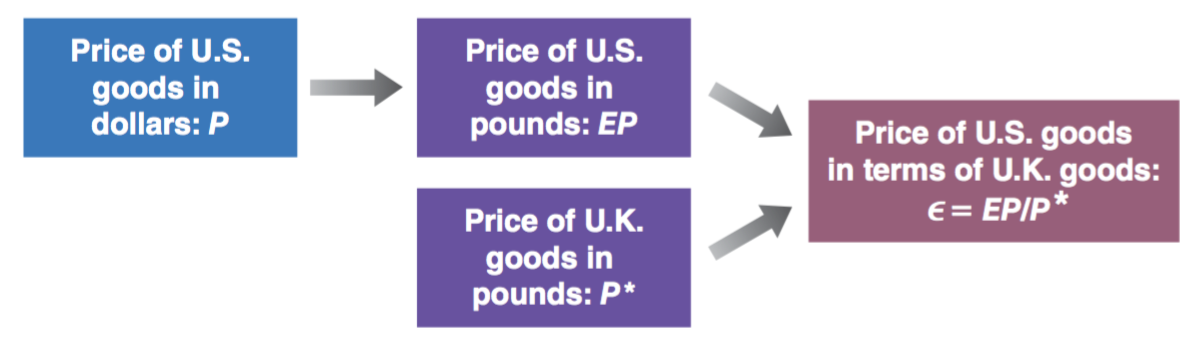 Price of U.S.
goods in
dollars: P
Price of U.S.
goods in
pounds: EP
Price of U.K.
goods in
pounds: P*
Price of U.S. goods
in terms of U.K. goods:
ϵ = EP/P*